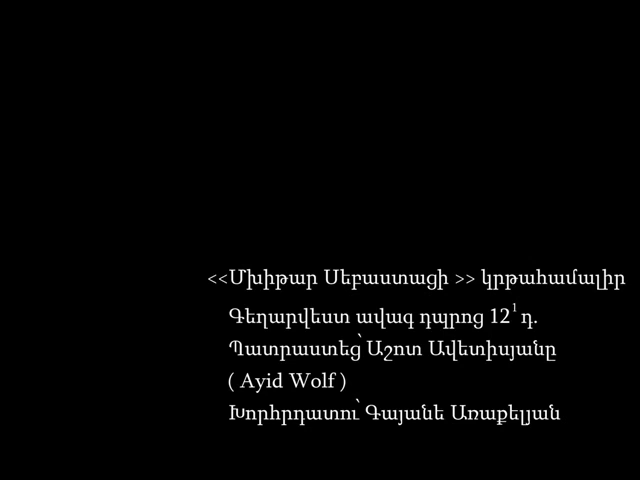 <<Մխիթար Սեբաստացի >> կրթահամալիր
Գեղարվեստ ավագ դպրոց 12¹ դ.
Պատրաստեց՝ Աշոտ Ավետիսյանը
( Ayid Wolf )
Խորհրդատու՝ Գայանե Առաքելյան